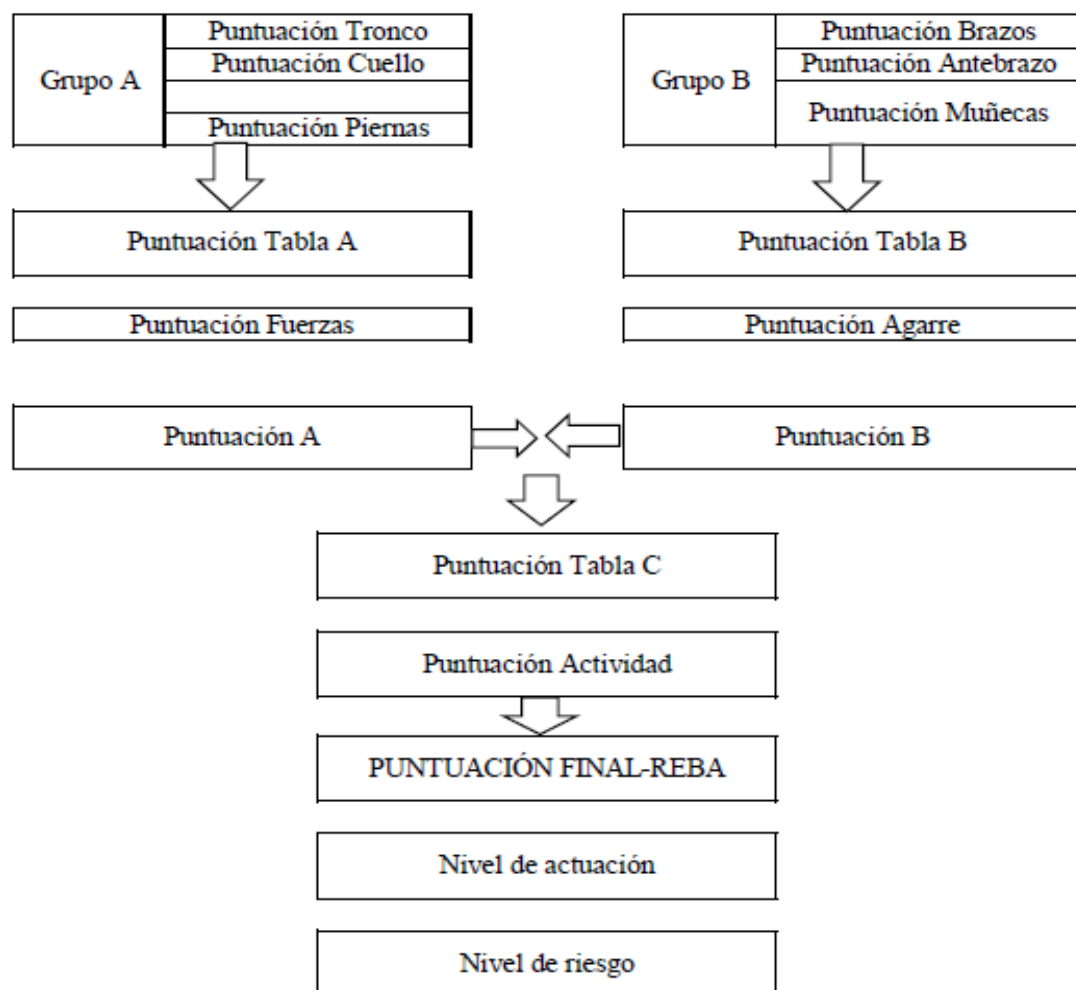 Grupo A
Puntuación Tronco
Puntuación Cuello
Puntuación Piernas
Grupo B
Puntuación Brazos
Puntuación Antebrazo
Puntuación Muñecas
Puntuación Tabla A
Puntuación Tabla B
Puntuación Fuerzas
Puntuación Agarre
Puntuación A
Puntuación B
Puntuación Tabla C
Puntuación Actividad
PUNTUACIÓN FINAL-REBA
Nivel de actuación
Nivel de riesgo